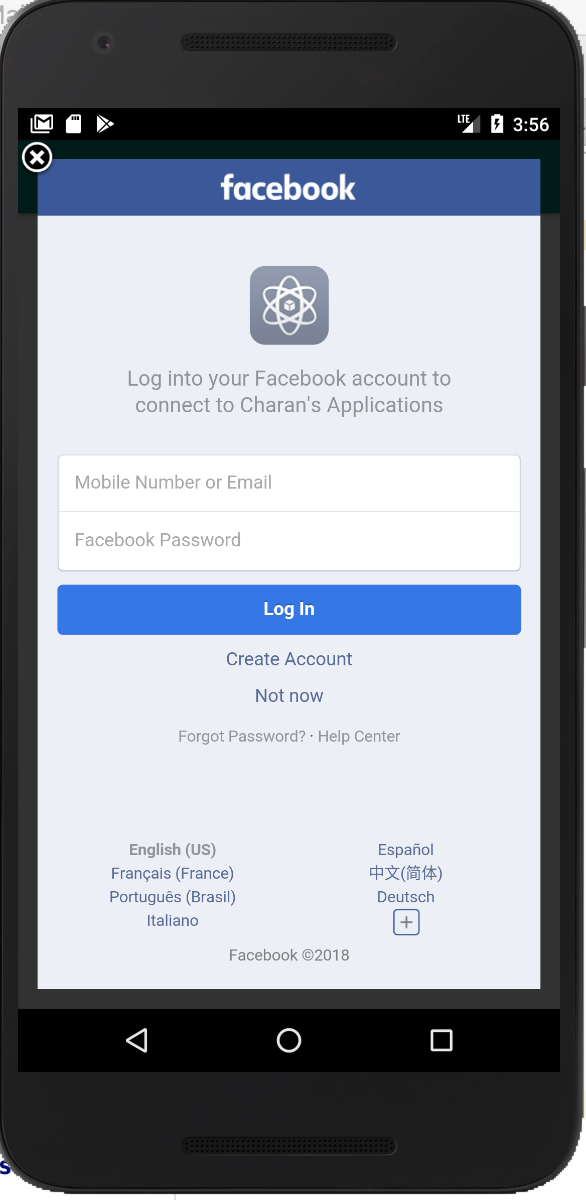 LTE 3:56
facebook
Log into your Facebook account to
connect to Charan's Applications
Mobile Number or Email
Facebook Password
Log In
Create Account
Not now
Forgot Password? · Help Center
English (US) Español
Français (France) 中文(简体)
Português (Brasil) Deutsch
Italiano
Facebook ©2018